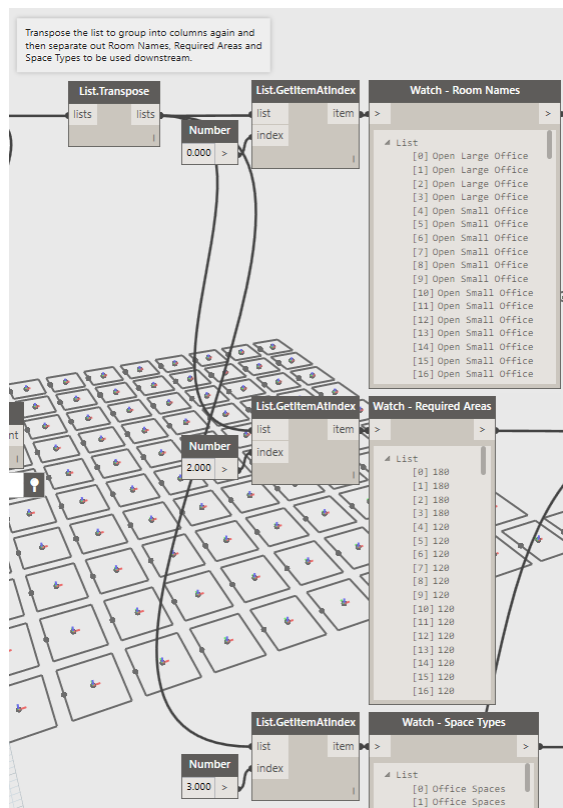 Transpose the list to group into columns again and
then separate out Room Names, Required Areas and
Space Types to be used downstream.
List.Transpose
lists lists
l
Number
0.000 >
List.GetItemAtIndex
list item
index
l
Watch - Room Names
> >
List
[0] Open Large Office
[1] Open Large Office
[2] Open Large Office
[3] Open Large Office
[4] Open Small Office
[5] Open Small Office
[6] Open Small Office
[7] Open Small Office
[8] Open Small Office
[9] Open Small Office
[10] Open Small Office
[11] Open Small Office
[12] Open Small Office
[13] Open Small Office
[14] Open Small Office
[15] Open Small Office
[16] Open Small Office
nt
l
Number
2.000 >
List.GetItemAtIndex
list item
index
l
Watch - Required Areas
> >
List
[0] 180
[1] 180
[2] 180
[3] 180
[4] 120
[5] 120
[6] 120
[7] 120
[8] 120
[9] 120
[10] 120
[11] 120
[12] 120
[13] 120
[14] 120
[15] 120
[16] 120
Number
3.000 >
List.GetItemAtIndex
list item
index
l
Watch - Space Types
> >
List
[0] Office Spaces
[1] Office Spaces